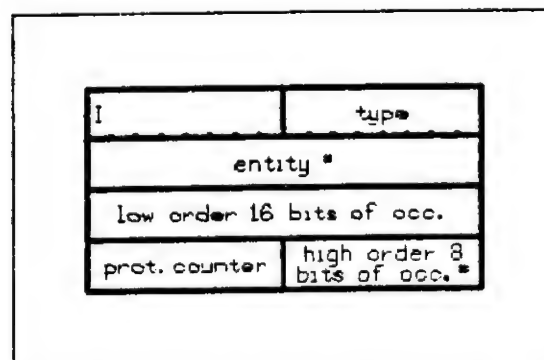 I type
entity #
low order 16 bits of occ.
prot. counter high order 8
bits of occ. #